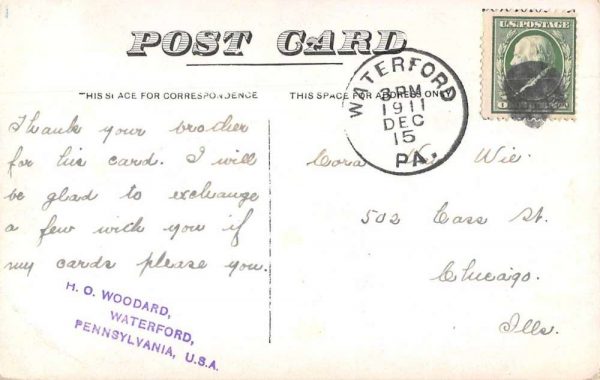 POST CARD
U.S. POSTAGE
THIS SPACE FOR CORRESPONDENCE
THIS SPACE FOR ADDRESS ONLY
WATERFORD
3PM
1911
DEC
15
PA.
Thank your brother
for his card. I will
be glad to exchange
a few with you if
my cards please you.
H. O. WOODARD,
WATERFORD,
PENNSYLVANIA, U.S.A.
Cora Wie
502 Cass St.
Chicago.
Ills.